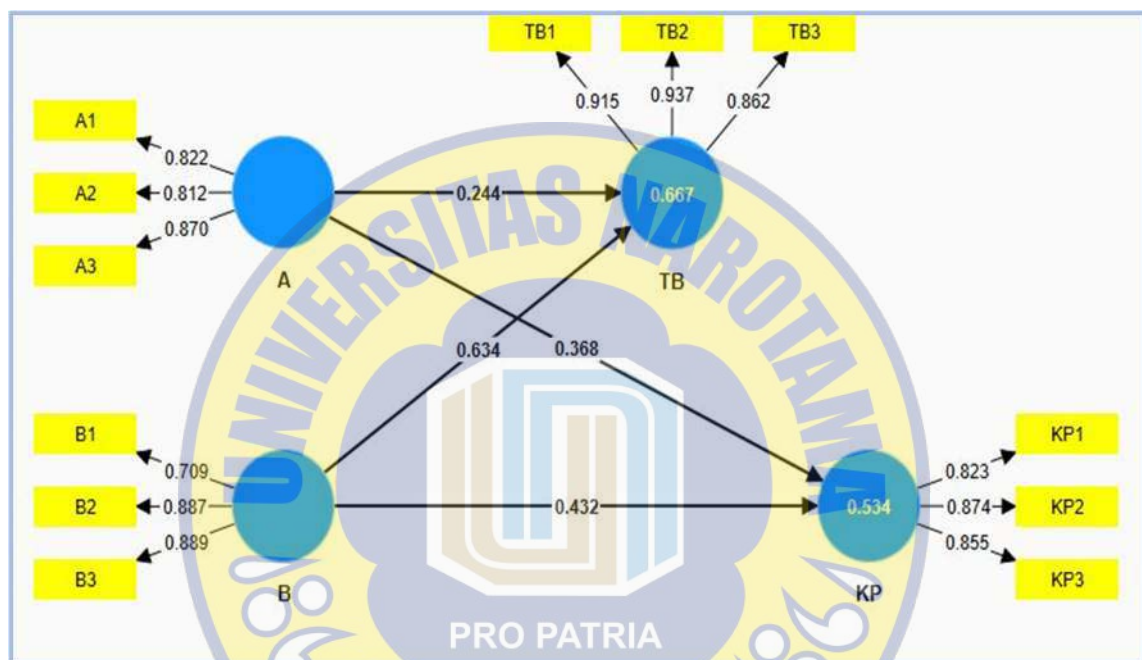 TB1 TB2 TB3
0.915 0.937 0.862
A1
0.822
A2
0.812
A3
0.870
A
0.244
0.667
TB
0.634 0.368
UNIVERSITAS NAROTAMA
B1
0.709
B2
0.887
B3
0.889
B
0.432
0.534
KP
KP1
0.823
KP2
0.874
KP3
0.855
PRO PATRIA